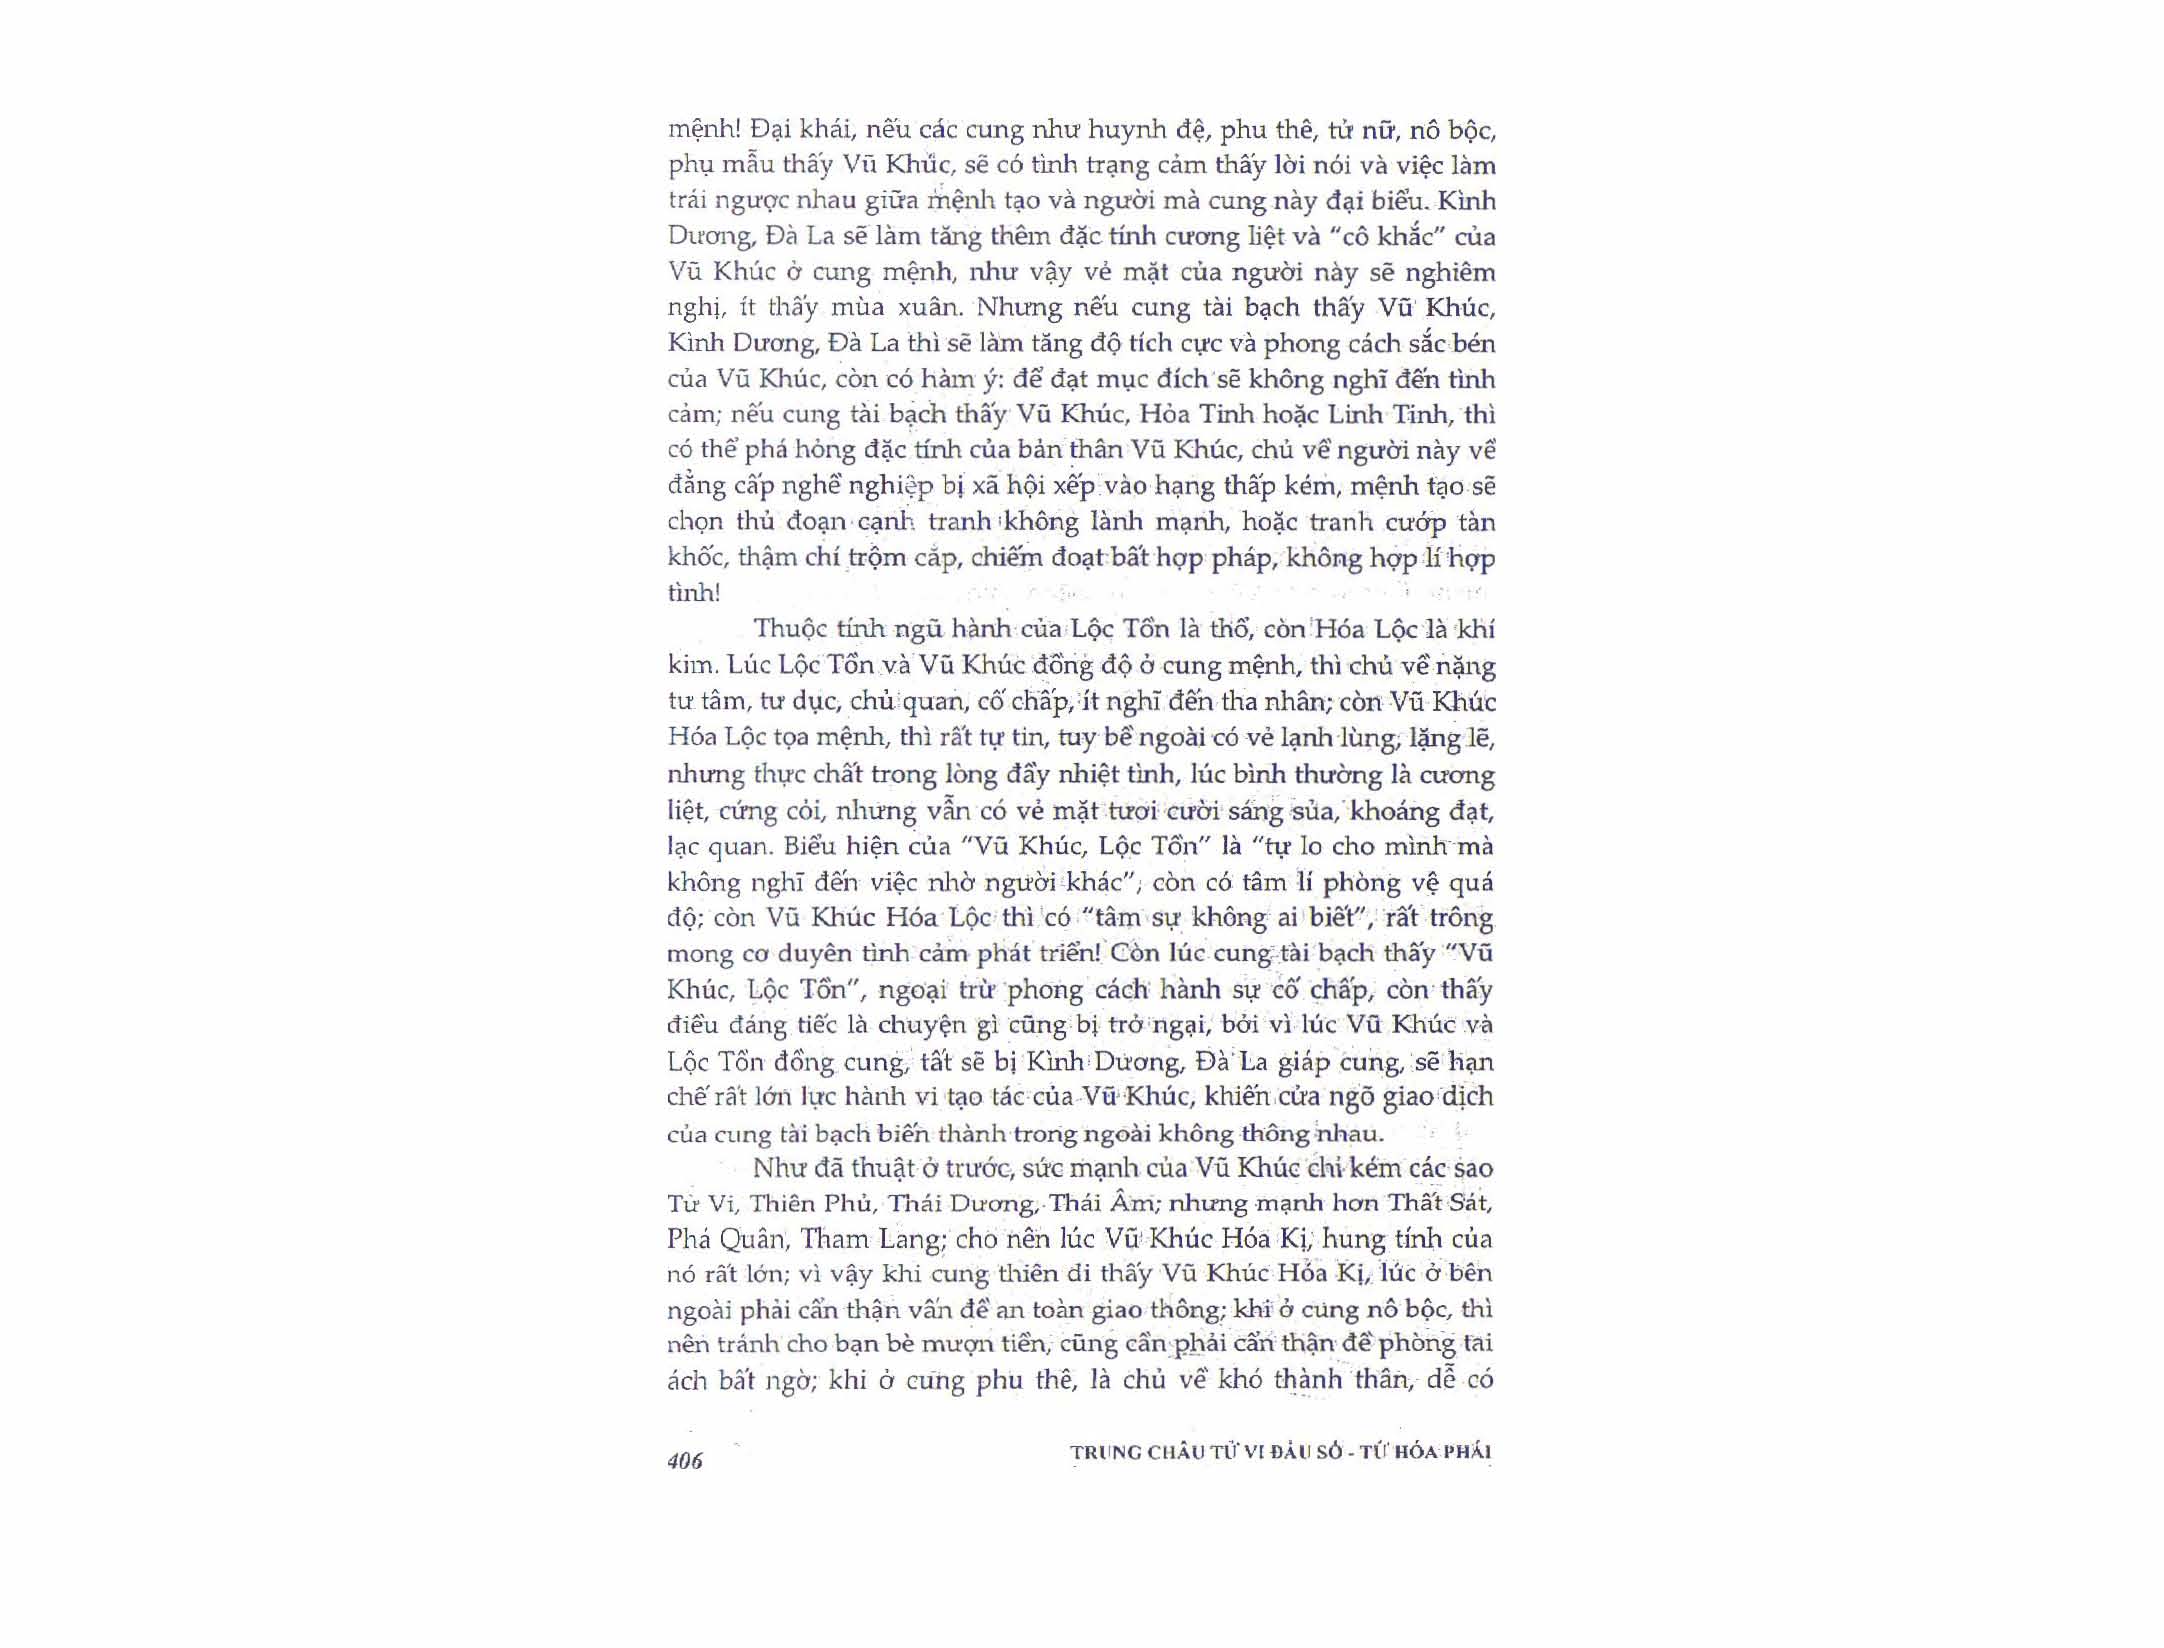 mệnh! Đại khái, nếu các cung như huynh đệ, phu thê, tử nữ, nô bộc,
phụ mẫu thấy Vũ Khúc, sẽ có tình trạng cảm thấy lời nói và việc làm
trái ngược nhau giữa mệnh tạo và người mà cung này đại biểu. Kình
Dương, Đà La sẽ làm tăng thêm đặc tính cương liệt và "cô khắc" của
Vũ Khúc ở cung mệnh, như vậy vẻ mặt của người này sẽ nghiêm
nghị, ít thấy mùa xuân. Nhưng nếu cung tài bạch thấy Vũ Khúc,
Kình Dương, Đà La thì sẽ làm tăng độ tích cực và phong cách sắc bén
của Vũ Khúc, còn có hàm ý: để đạt mục đích sẽ không nghĩ đến tình
cảm; nếu cung tài bạch thấy Vũ Khúc, Hỏa Tinh hoặc Linh Tinh, thì
có thể phá hỏng đặc tính của bản thân Vũ Khúc, chủ về người này về
đẳng cấp nghề nghiệp bị xã hội xếp vào hạng thấp kém, mệnh tạo sẽ
chọn thủ đoạn cạnh tranh không lành mạnh, hoặc tranh cướp tàn
khốc, thậm chí trộm cắp, chiếm đoạt bất hợp pháp, không hợp lí hợp
tình!
Thuộc tính ngũ hành của Lộc Tồn là thổ, còn Hóa Lộc là khí
kim. Lúc Lộc Tồn và Vũ Khúc đồng độ ở cung mệnh, thì chủ về nặng
tư tâm, tư dục, chủ quan, cố chấp, ít nghĩ đến tha nhân; còn Vũ Khúc
Hóa Lộc tọa mệnh, thì rất tự tin, tuy bề ngoài có vẻ lạnh lùng, lặng lẽ,
nhưng thực chất trong lòng đầy nhiệt tình, lúc bình thường là cương
liệt, cứng cỏi, nhưng vẫn có vẻ mặt tươi cười sáng sủa, khoáng đạt,
lạc quan. Biểu hiện của "Vũ Khúc, Lộc Tồn" là "tự lo cho mình mà
không nghĩ đến việc nhờ người khác", còn có tâm lí phòng vệ quá
độ; còn Vũ Khúc Hóa Lộc thì có "tâm sự không ai biết", rất trông
mong cơ duyên tình cảm phát triển! Còn lúc cung tài bạch thấy "Vũ
Khúc, Lộc Tồn", ngoại trừ phong cách hành sự cố chấp, còn thấy
điều đáng tiếc là chuyện gì cũng bị trở ngại, bởi vì lúc Vũ Khúc và
Lộc Tồn đồng cung, tất sẽ bị Kình Dương, Đà La giáp cung, sẽ hạn
chế rất lớn lực hành vi tạo tác của Vũ Khúc, khiến cửa ngõ giao dịch
của cung tài bạch biến thành trong ngoài không thông nhau.
Như đã thuật ở trước, sức mạnh của Vũ Khúc chỉ kém các sao
Tử Vi, Thiên Phủ, Thái Dương, Thái Âm; nhưng mạnh hơn Thất Sát,
Phá Quân, Tham Lang; cho nên lúc Vũ Khúc Hóa Kị, hung tính của
nó rất lớn; vì vậy khi cung thiên di thấy Vũ Khúc Hóa Kị, lúc ở bên
ngoài phải cẩn thận vấn đề an toàn giao thông; khi ở cung nô bộc, thì
nên tránh cho bạn bè mượn tiền, cũng cần phải cẩn thận đề phòng tai
ách bất ngờ; khi ở cung phu thê, là chủ về khó thành thân, dễ có
406
TRUNG CHÂU TỬ VI ĐẨU SỐ - TỨ HÓA PHÁI